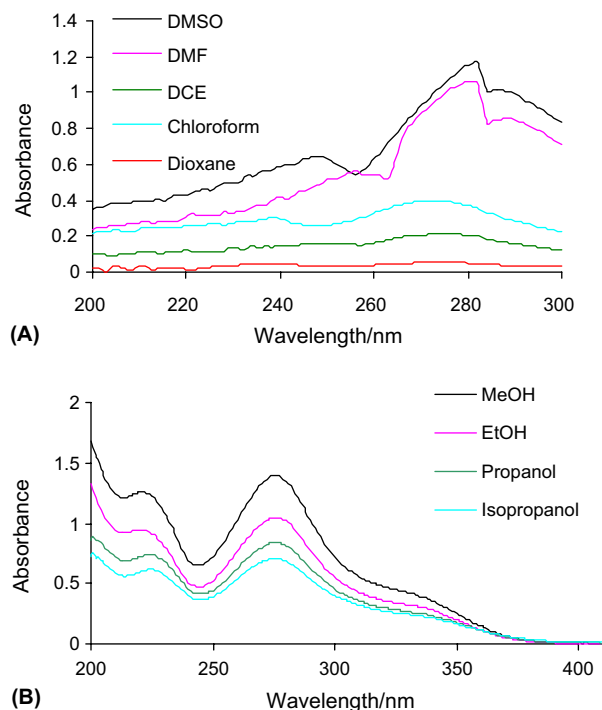 DMSO
DMF
DCE
Chloroform
Dioxane
1.4
1.2
1
0.8
0.6
0.4
0.2
0
Absorbance
200 220 240 260 280 300
Wavelength/nm
(A)
MeOH
EtOH
Propanol
Isopropanol
2
1.5
1
0.5
0
Absorbance
200 250 300 350 400
Wavelength/nm
(B)